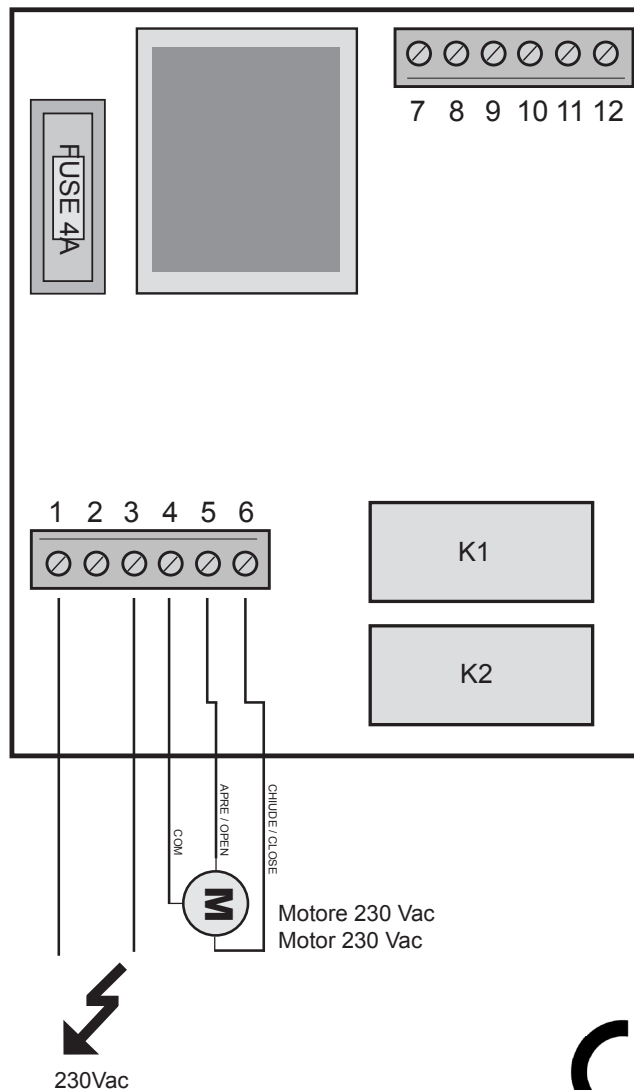 7 8 9 10 11 12
FUSE 4A
1 2 3 4 5 6
K1
K2
COM
APRE / OPEN
CHIUDE / CLOSE
M
Motore 230 Vac
Motor 230 Vac
230Vac